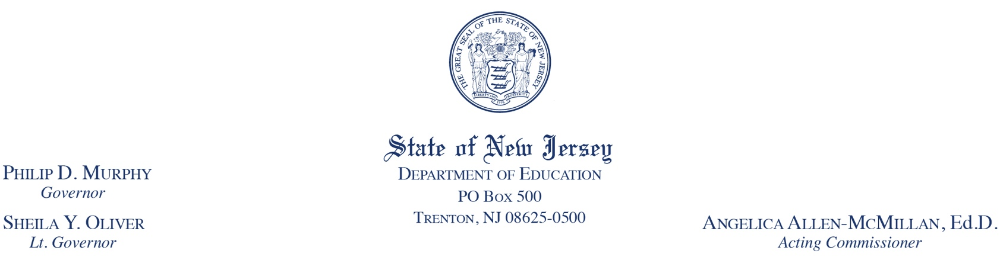 THE GREAT SEAL OF THE STATE OF NEW JERSEY
LIBERTY AND PROSPERITY
1776
State of New Jersey
DEPARTMENT OF EDUCATION
PO BOX 500
TRENTON, NJ 08625-0500
PHILIP D. MURPHY
Governor
SHEILA Y. OLIVER
Lt. Governor
ANGELICA ALLEN-MCMILLAN, Ed.D.
Acting Commissioner